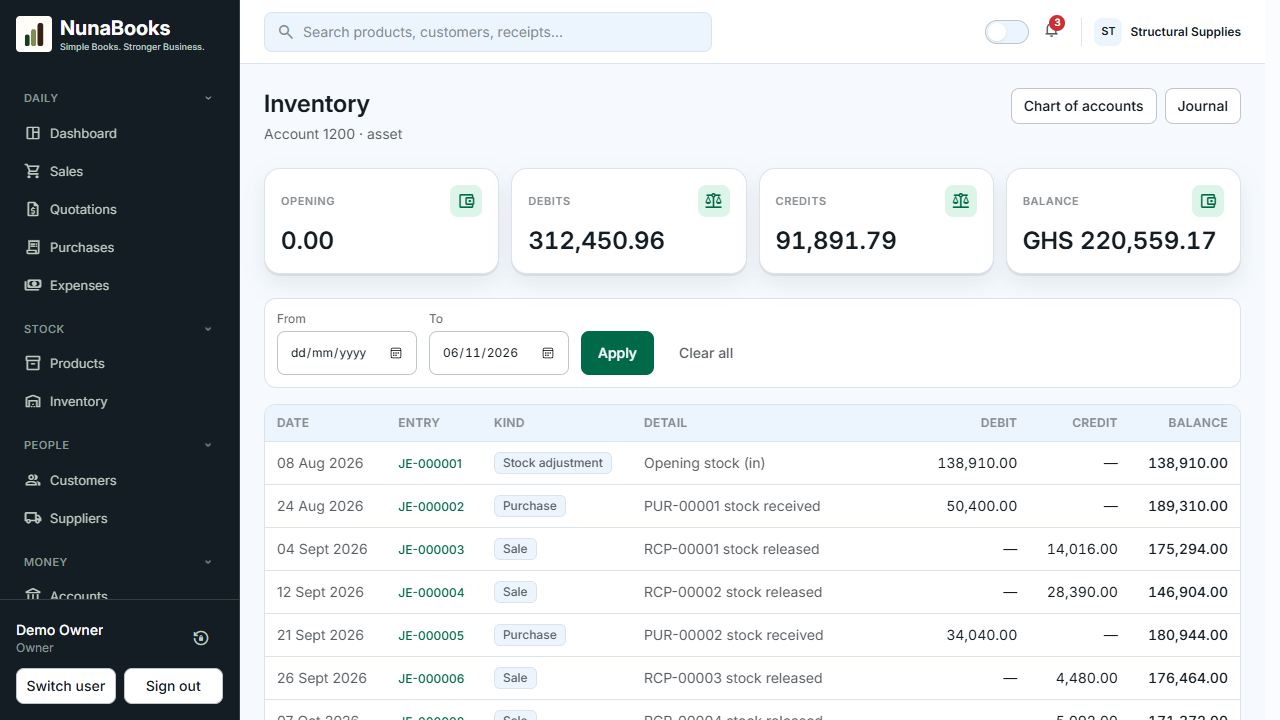 NunaBooks
Simple Books. Stronger Business.
Search products, customers, receipts...
3
ST
Structural Supplies
DAILY
Dashboard
Sales
Quotations
Purchases
Expenses
STOCK
Products
Inventory
PEOPLE
Customers
Suppliers
MONEY
Accounts
Demo Owner
Owner
Switch user
Sign out
Inventory
Account 1200 · asset
Chart of accounts
Journal
OPENING
0.00
DEBITS
312,450.96
CREDITS
91,891.79
BALANCE
GHS 220,559.17
From
To
dd/mm/yyyy
06/11/2026
Apply
Clear all
DATE ENTRY KIND DETAIL DEBIT CREDIT BALANCE
08 Aug 2026 JE-000001 Stock adjustment Opening stock (in) 138,910.00 — 138,910.00
24 Aug 2026 JE-000002 Purchase PUR-00001 stock received 50,400.00 — 189,310.00
04 Sept 2026 JE-000003 Sale RCP-00001 stock released — 14,016.00 175,294.00
12 Sept 2026 JE-000004 Sale RCP-00002 stock released — 28,390.00 146,904.00
21 Sept 2026 JE-000005 Purchase PUR-00002 stock received 34,040.00 — 180,944.00
26 Sept 2026 JE-000006 Sale RCP-00003 stock released — 4,480.00 176,464.00
07 Oct 2026 Sale RCP-00004 stock released